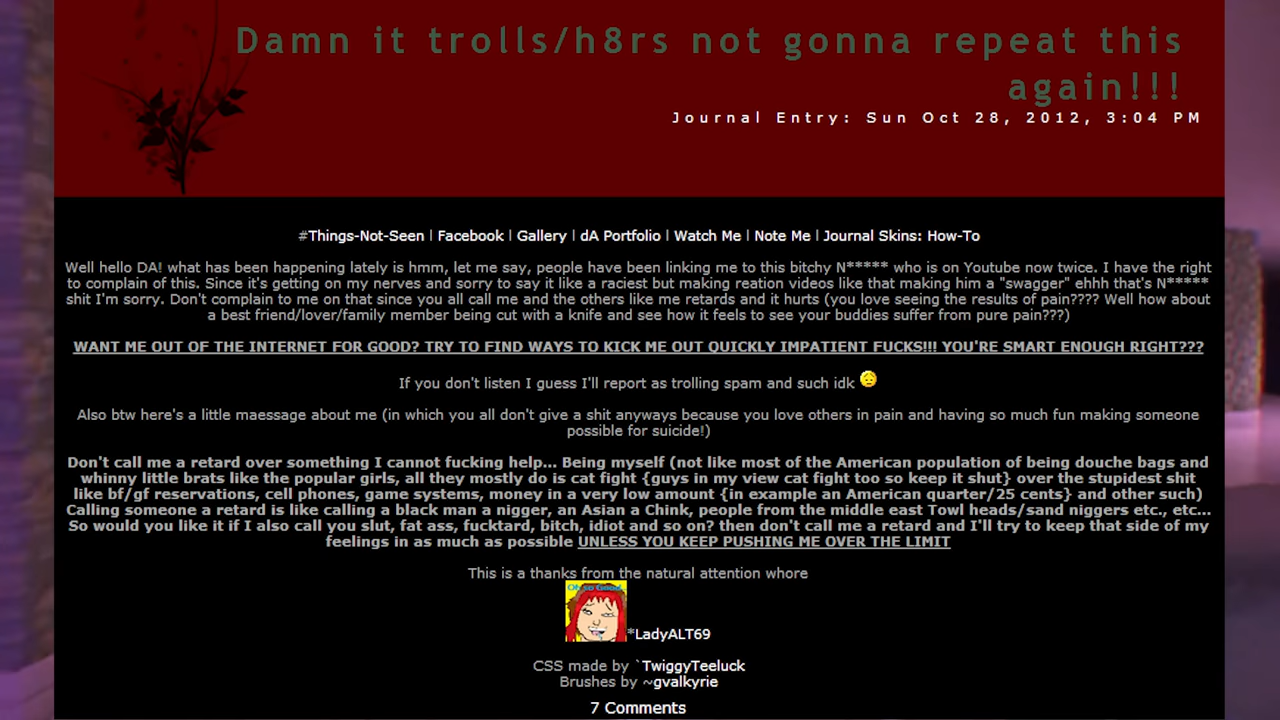 Damn it trolls/h8rs not gonna repeat this
again!!!
Journal Entry: Sun Oct 28, 2012, 3:04 PM
#Things-Not-Seen | Facebook | Gallery | dA Portfolio | Watch Me | Note Me | Journal Skins: How-To
Well hello DA! what has been happening lately is hmm, let me say, people have been linking me to this bitchy N***** who is on Youtube now twice. I have the right
to complain of this. Since it's getting on my nerves and sorry to say it like a raciest but making reation videos like that making him a "swagger" ehhh that's N*****
shit I'm sorry. Don't complain to me on that since you all call me and the others like me retards and it hurts (you love seeing the results of pain???? Well how about
a best friend/lover/family member being cut with a knife and see how it feels to see your buddies suffer from pure pain???)
WANT ME OUT OF THE INTERNET FOR GOOD? TRY TO FIND WAYS TO KICK ME OUT QUICKLY IMPATIENT FUCKS!!! YOU'RE SMART ENOUGH RIGHT???
If you don't listen I guess I'll report as trolling spam and such idk
Also btw here's a little maessage about me (in which you all don't give a shit anyways because you love others in pain and having so much fun making someone
possible for suicide!)
Don't call me a retard over something I cannot fucking help... Being myself (not like most of the American population of being douche bags and
whinny little brats like the popular girls, all they mostly do is cat fight {guys in my view cat fight too so keep it shut} over the stupidest shit
like bf/gf reservations, cell phones, game systems, money in a very low amount {in example an American quarter/25 cents} and other such)
Calling someone a retard is like calling a black man a nigger, an Asian a Chink, people from the middle east Towl heads/sand niggers etc., etc...
So would you like it if I also call you slut, fat ass, fucktard, bitch, idiot and so on? then don't call me a retard and I'll try to keep that side of my
feelings in as much as possible UNLESS YOU KEEP PUSHING ME OVER THE LIMIT
This is a thanks from the natural attention whore
Oh so Good
*LadyALT69
CSS made by `TwiggyTeeluck
Brushes by ~gvalkyrie
7 Comments